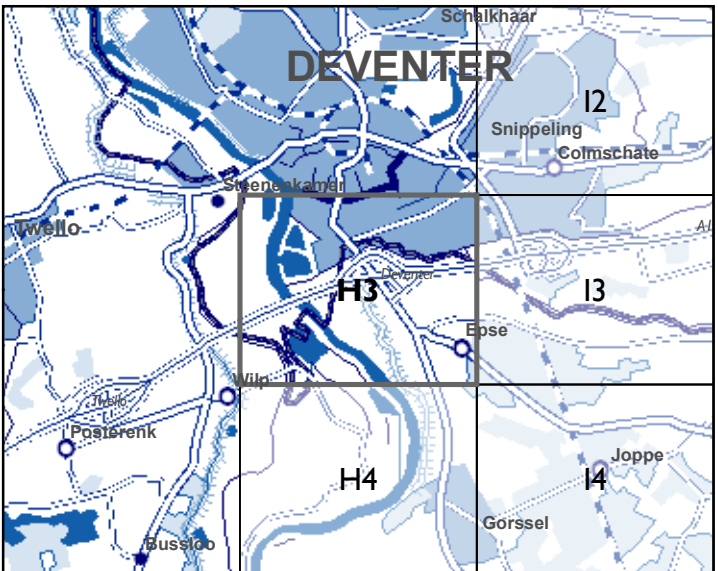 Schalkhaar
DEVENTER
I2
Snippeling
Colmschate
Steenenkamer
Twello
A1
Deventer
H3
I3
Epse
Wilp
Twello
Posterenk
Joppe
H4
I4
Gorssel
Bussloo